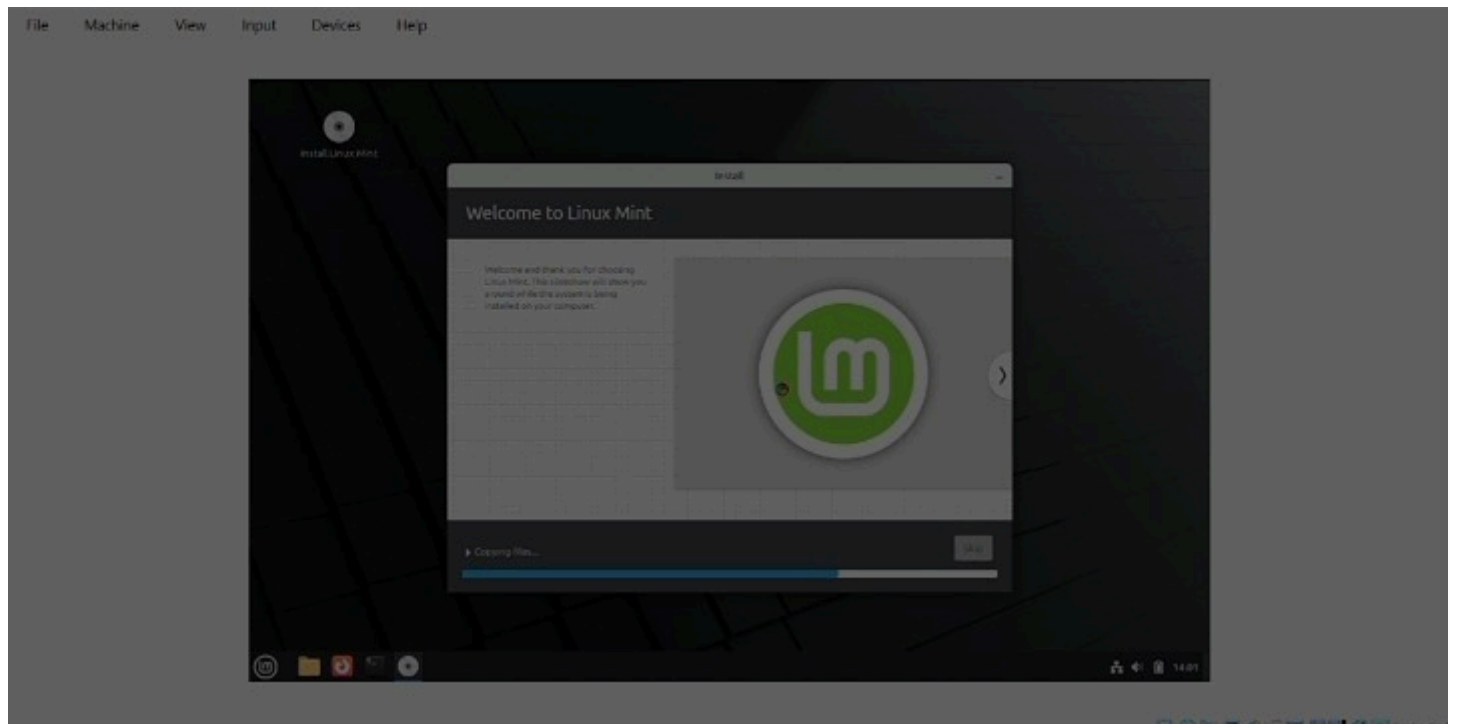 File Machine View Input Devices Help
Install Linux Mint
Install
Welcome to Linux Mint
Welcome and thank you for choosing
Linux Mint. This slideshow will show you
around while the system is being
installed on your computer.
Copying files...
Skip
14:01